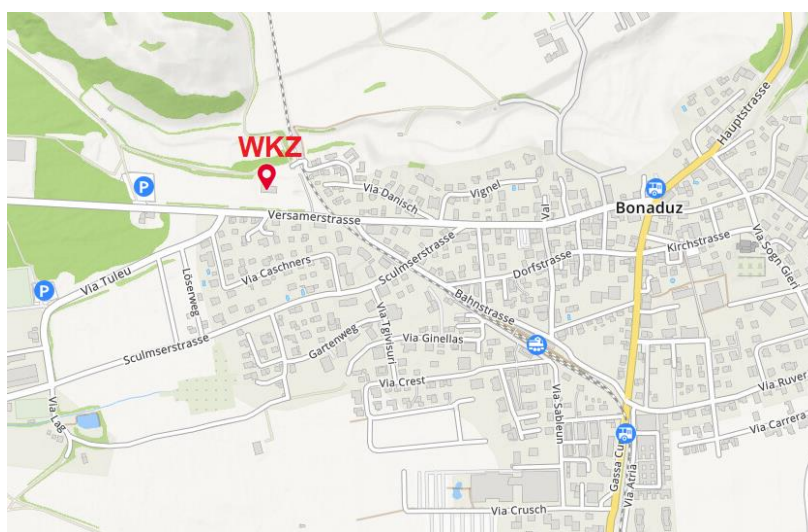 WKZ
P
Hauptstrasse
Via Danisch
Vignel
Bonaduz
Versamerstrasse
Val
Kirchstrasse
Via Sogn Gieri
Via Tuleu
Löserweg
Via Caschners
Sculmserstrasse
Dorfstrasse
P
Bahnstrasse
Sculmserstrasse
Gartenweg
Via Tgivisuri
Via Ginellas
Via Crest
Via Sableun
Via Ruver
Via Lag
Via Carrera
Gassa Cu
Via Atria
Via Crusch